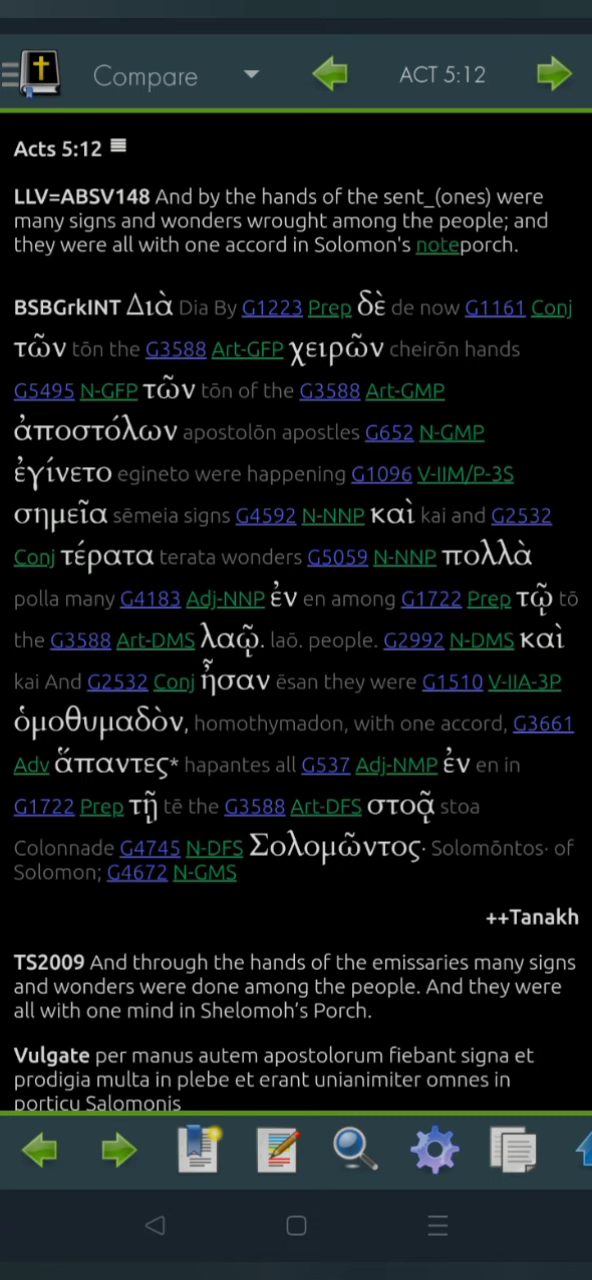 Compare
ACT 5:12
Acts 5:12
LLV=ABSV148 And by the hands of the sent_(ones) were
many signs and wonders wrought among the people; and
they were all with one accord in Solomon's noteporch.
BSBGrkINT Διὰ Dia By G1223 Prep δὲ de now G1161 Conj
τῶν tōn the G3588 Art-GFP χειρῶν cheirōn hands
G5495 N-GFP τῶν tōn of the G3588 Art-GMP
ἀποστόλων apostolōn apostles G652 N-GMP
ἐγίνετο egineto were happening G1096 V-IIM/P-3S
σημεῖα sēmeia signs G4592 N-NNP καὶ kai and G2532
Conj τέρατα terata wonders G5059 N-NNP πολλὰ
polla many G4183 Adj-NNP ἐν en among G1722 Prep τῷ tō
the G3588 Art-DMS λαῷ. laō. people. G2992 N-DMS καὶ
kai And G2532 Conj ἦσαν ēsan they were G1510 V-IIA-3P
ὁμοθυμαδὸν, homothymadon, with one accord, G3661
Adv ἅπαντες* hapantes all G537 Adj-NMP ἐν en in
G1722 Prep τῇ tē the G3588 Art-DFS στοᾷ stoa
Colonnade G4745 N-DFS Σολομῶντος· Solomōntos· of
Solomon; G4672 N-GMS
++Tanakh
TS2009 And through the hands of the emissaries many signs
and wonders were done among the people. And they were
all with one mind in Shelomoh’s Porch.
Vulgate per manus autem apostolorum fiebant signa et
prodigia multa in plebe et erant unianimiter omnes in
porticu Salomonis